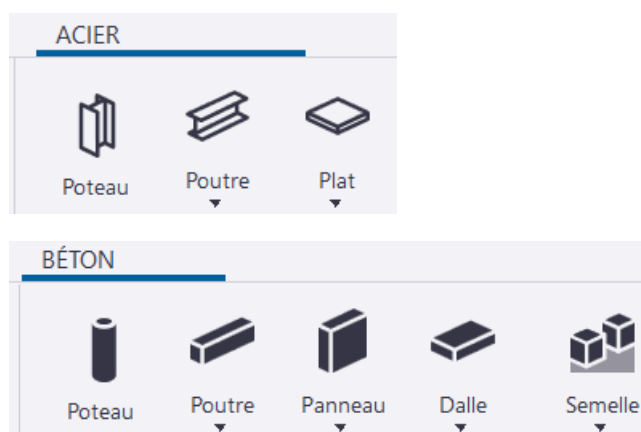 ACIER
Poteau Poutre Plat
BÉTON
Poteau Poutre Panneau Dalle Semelle